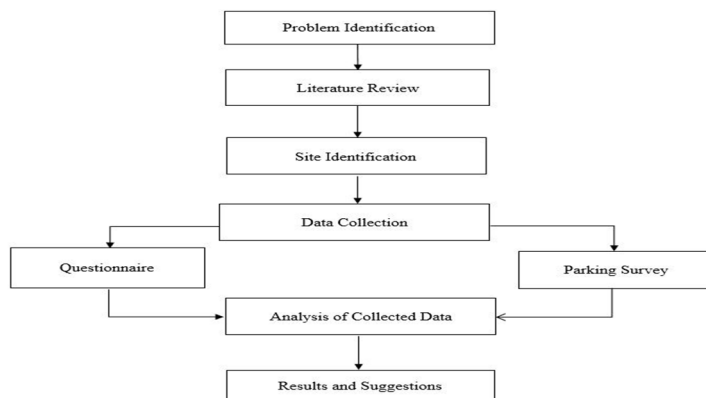 Problem Identification
Literature Review
Site Identification
Data Collection
Questionnaire
Parking Survey
Analysis of Collected Data
Results and Suggestions